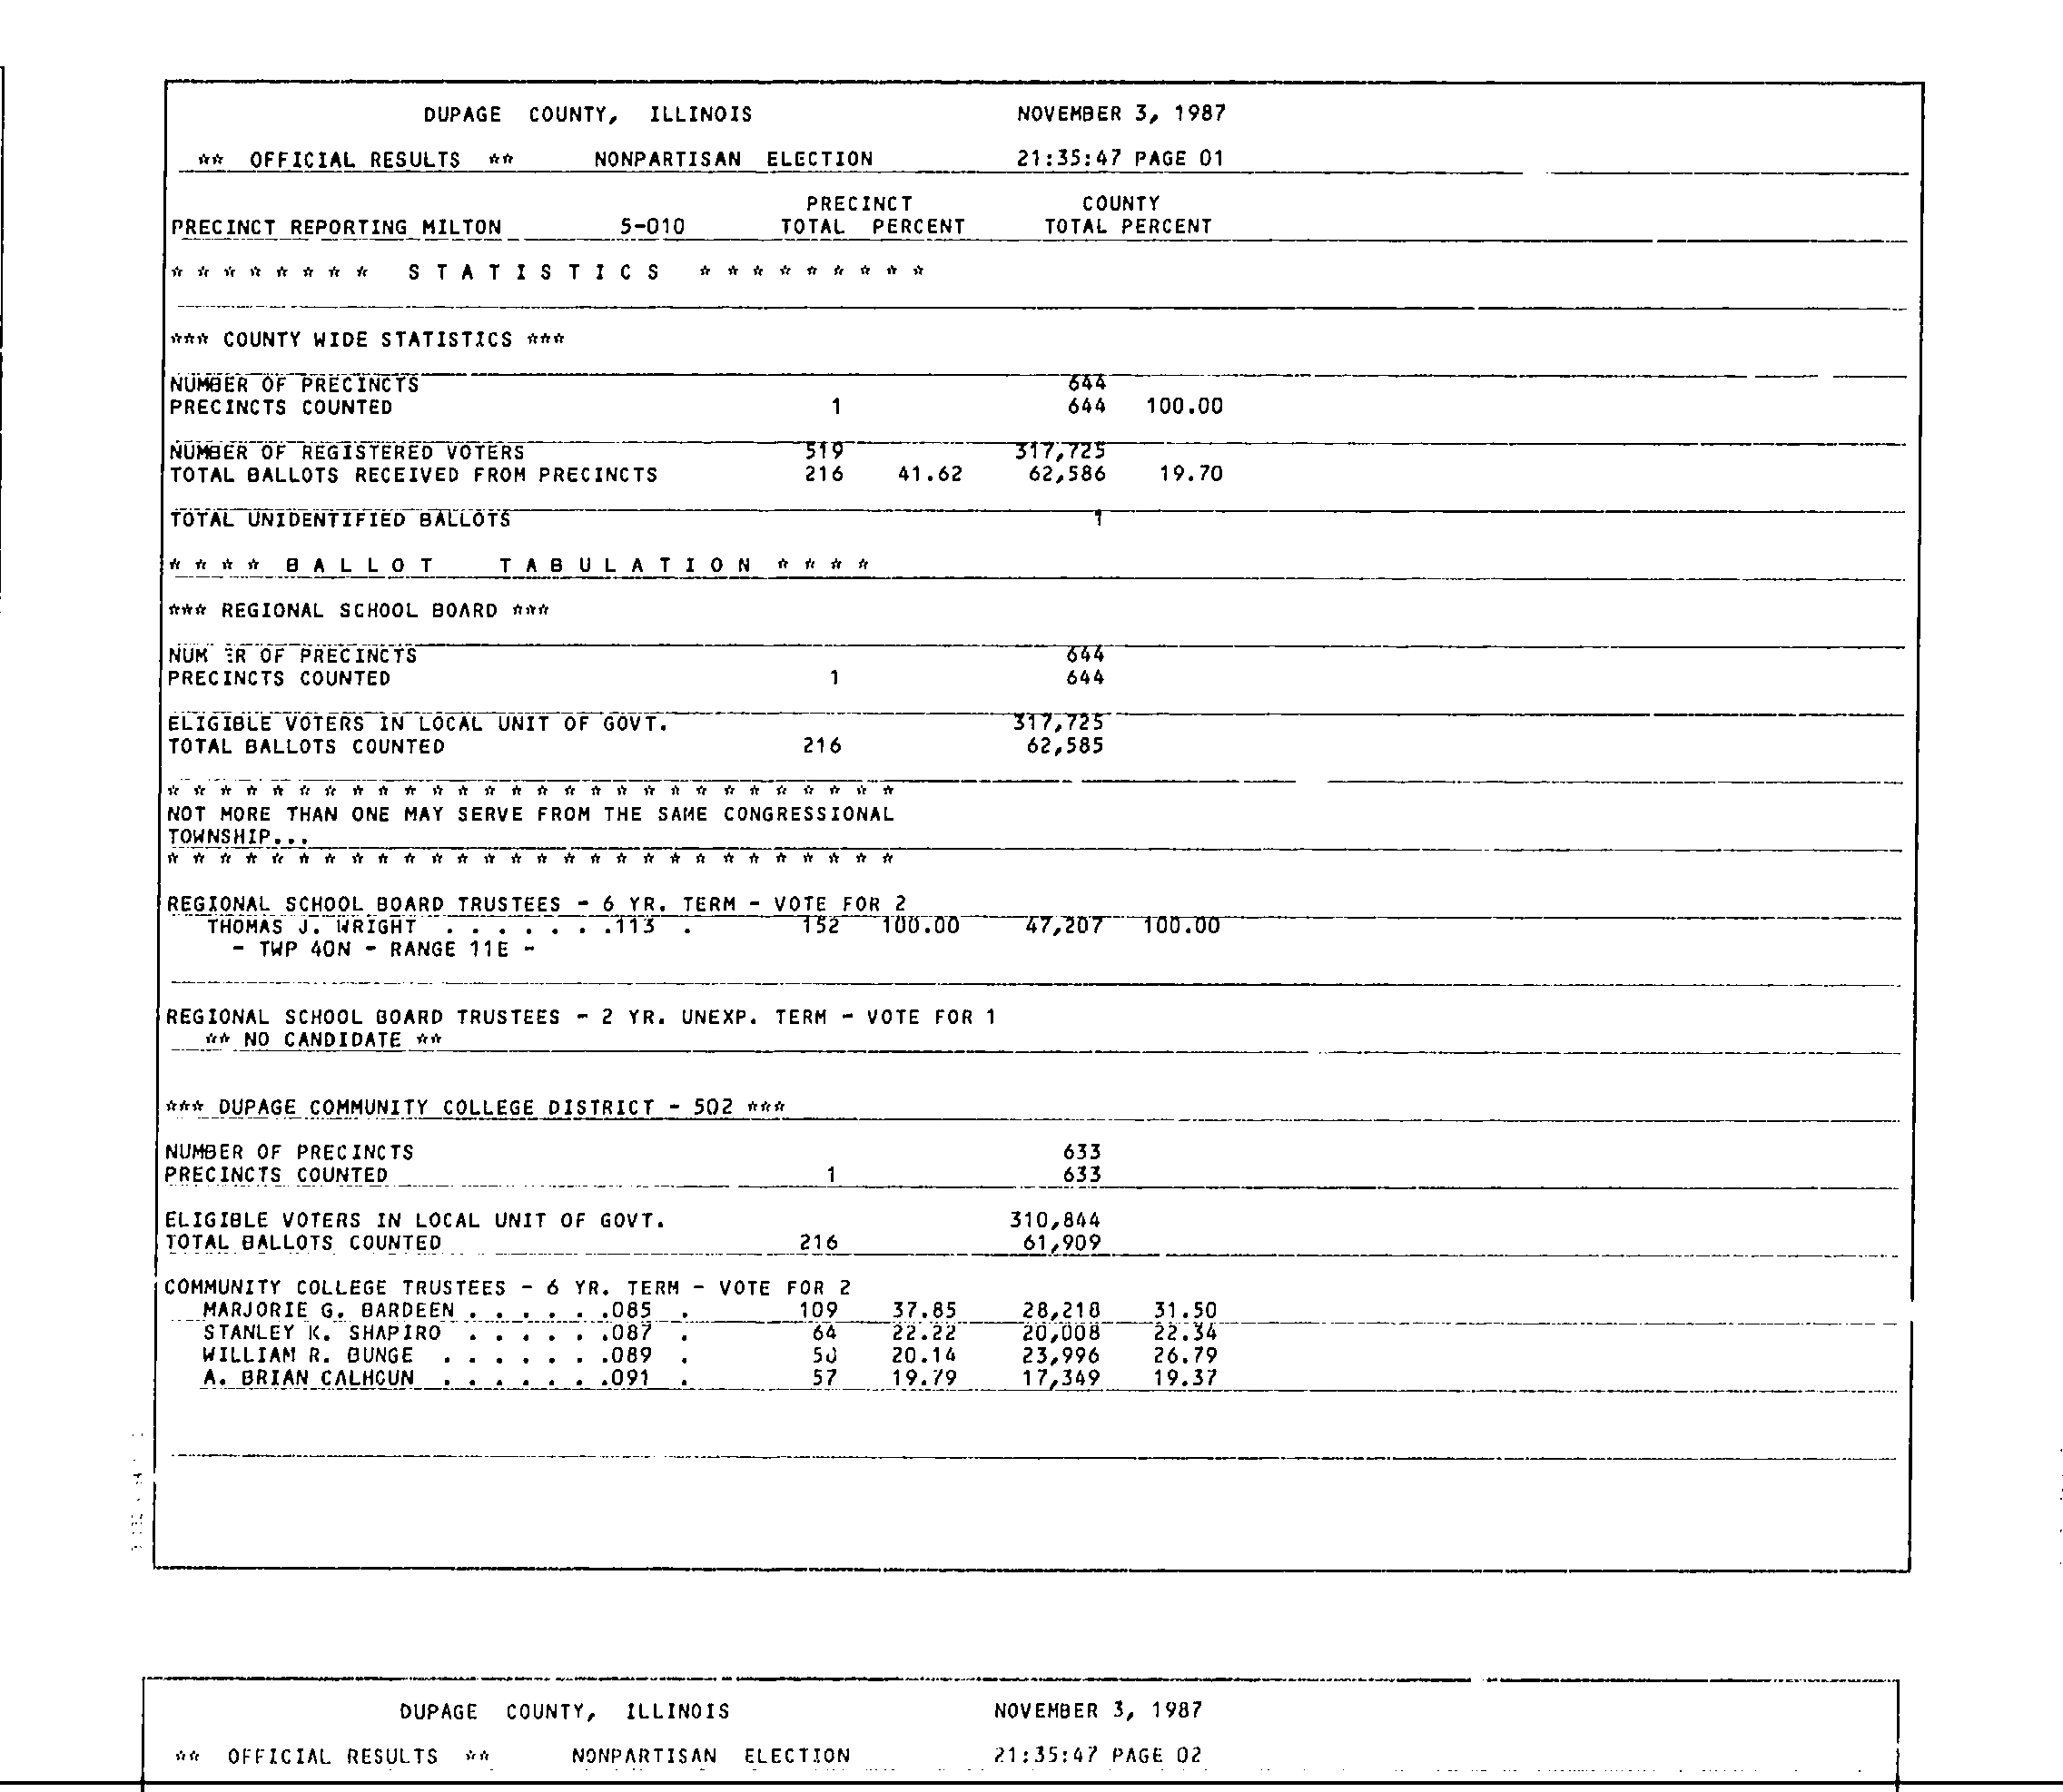 DUPAGE COUNTY, ILLINOIS NOVEMBER 3, 1987
** OFFICIAL RESULTS ** NONPARTISAN ELECTION 21:35:47 PAGE 01
PRECINCT COUNTY
PRECINCT REPORTING MILTON 5-010 TOTAL PERCENT TOTAL PERCENT
* * * * * * * * S T A T I S T I C S * * * * * * * * *
*** COUNTY WIDE STATISTICS ***
NUMBER OF PRECINCTS 644
PRECINCTS COUNTED 1 644 100.00
NUMBER OF REGISTERED VOTERS 519 317,725
TOTAL BALLOTS RECEIVED FROM PRECINCTS 216 41.62 62,586 19.70
TOTAL UNIDENTIFIED BALLOTS 1
* * * * B A L L O T T A B U L A T I O N * * * *
*** REGIONAL SCHOOL BOARD ***
NUMBER OF PRECINCTS 644
PRECINCTS COUNTED 1 644
ELIGIBLE VOTERS IN LOCAL UNIT OF GOVT. 317,725
TOTAL BALLOTS COUNTED 216 62,585
* * * * * * * * * * * * * * * * * * * * * * * * * * * *
NOT MORE THAN ONE MAY SERVE FROM THE SAME CONGRESSIONAL
TOWNSHIP...
* * * * * * * * * * * * * * * * * * * * * * * * * * * *
REGIONAL SCHOOL BOARD TRUSTEES - 6 YR. TERM - VOTE FOR 2
THOMAS J. WRIGHT . . . . . . .113 . 152 100.00 47,207 100.00
- TWP 40N - RANGE 11E -
REGIONAL SCHOOL BOARD TRUSTEES - 2 YR. UNEXP. TERM - VOTE FOR 1
** NO CANDIDATE **
*** DUPAGE COMMUNITY COLLEGE DISTRICT - 502 ***
NUMBER OF PRECINCTS 633
PRECINCTS COUNTED 1 633
ELIGIBLE VOTERS IN LOCAL UNIT OF GOVT. 310,844
TOTAL BALLOTS COUNTED 216 61,909
COMMUNITY COLLEGE TRUSTEES - 6 YR. TERM - VOTE FOR 2
MARJORIE G. BARDEEN . . . . . .085 . 109 37.85 28,218 31.50
STANLEY K. SHAPIRO . . . . . .087 . 64 22.22 20,008 22.34
WILLIAM R. BUNGE . . . . . . .089 . 58 20.14 23,996 26.79
A. BRIAN CALHOUN . . . . . . .091 . 57 19.79 17,349 19.37
DUPAGE COUNTY, ILLINOIS NOVEMBER 3, 1987
** OFFICIAL RESULTS ** NONPARTISAN ELECTION 21:35:47 PAGE 02